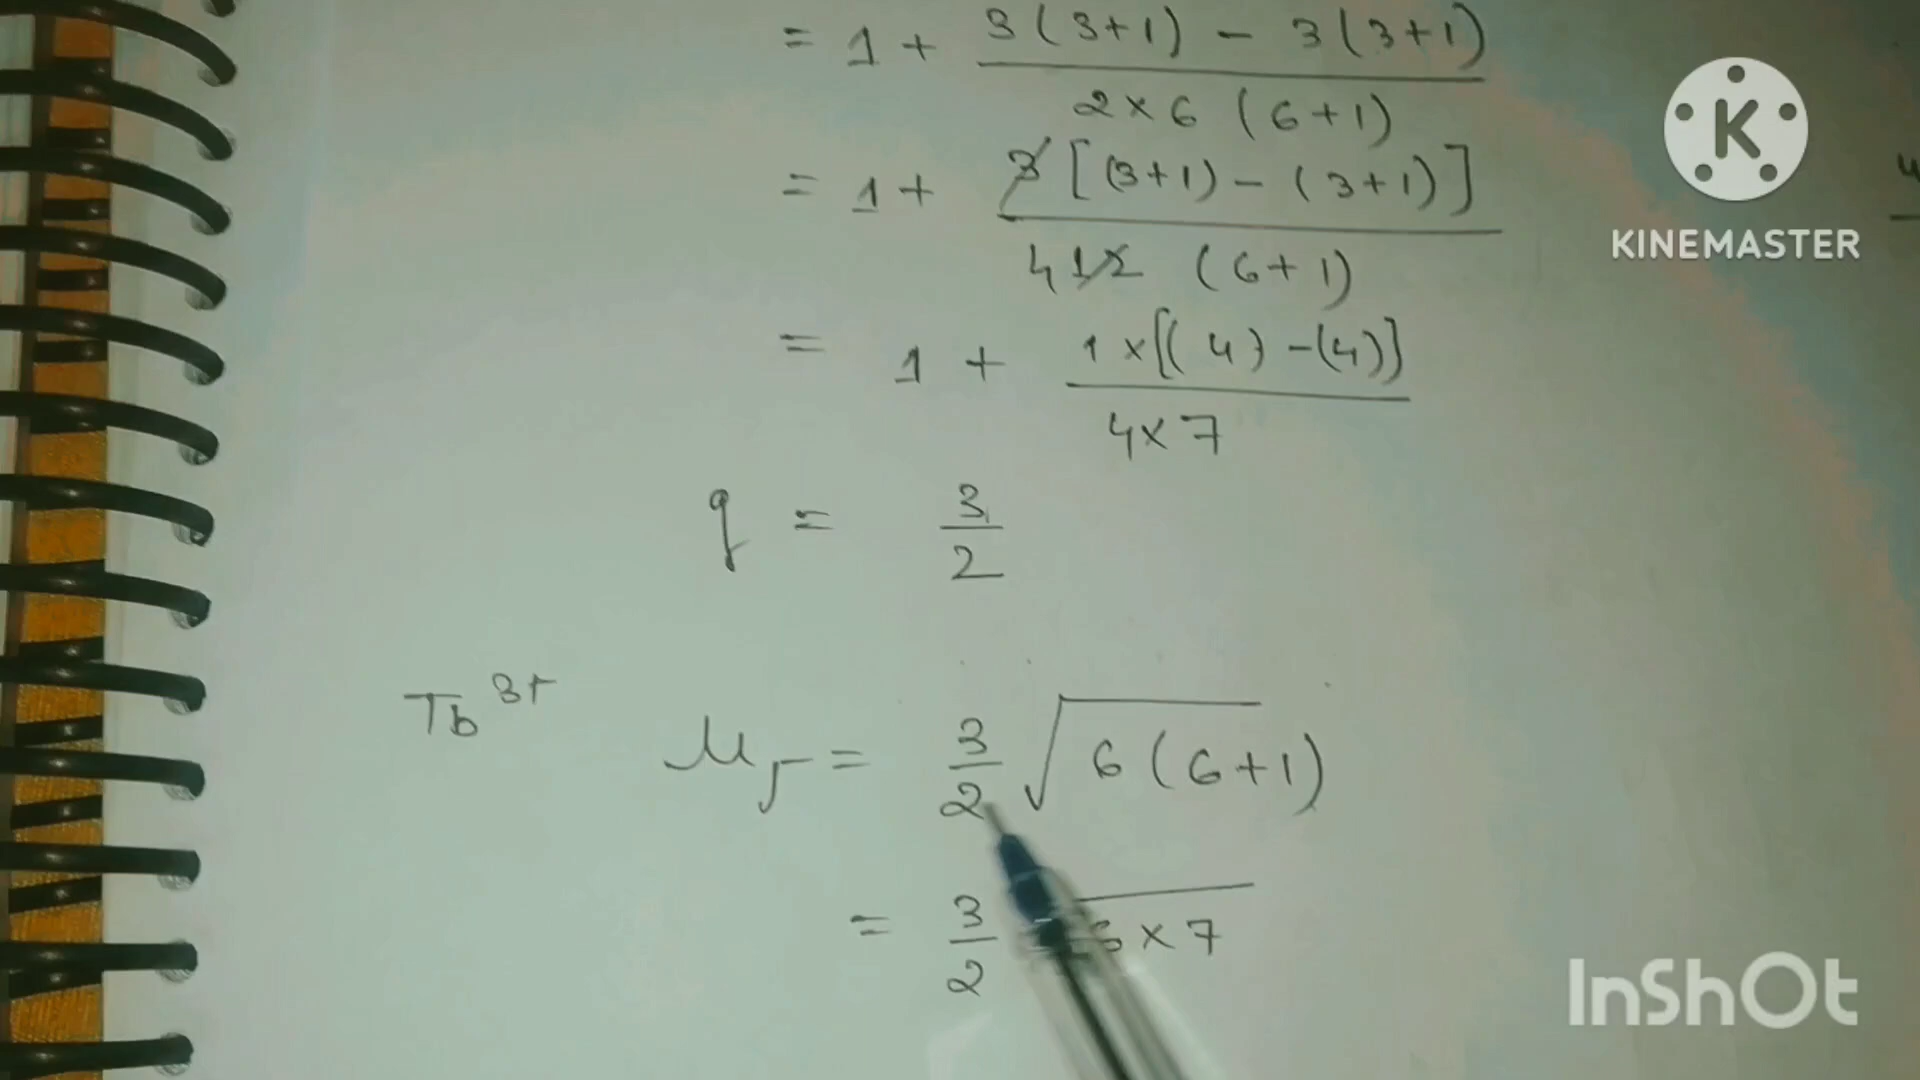 = 1 + 3(3+1) - 3(3+1)
2×6 (6+1)
= 1 + 3 [(3+1) - (3+1)]
4 12 (6+1)
= 1 + 1×[(4) - (4)]
4×7
g = 3/2
Tb³⁺ μJ = 3/2 √6(6+1)
= 3/2 × 7
K
KINEMASTER
InShOt